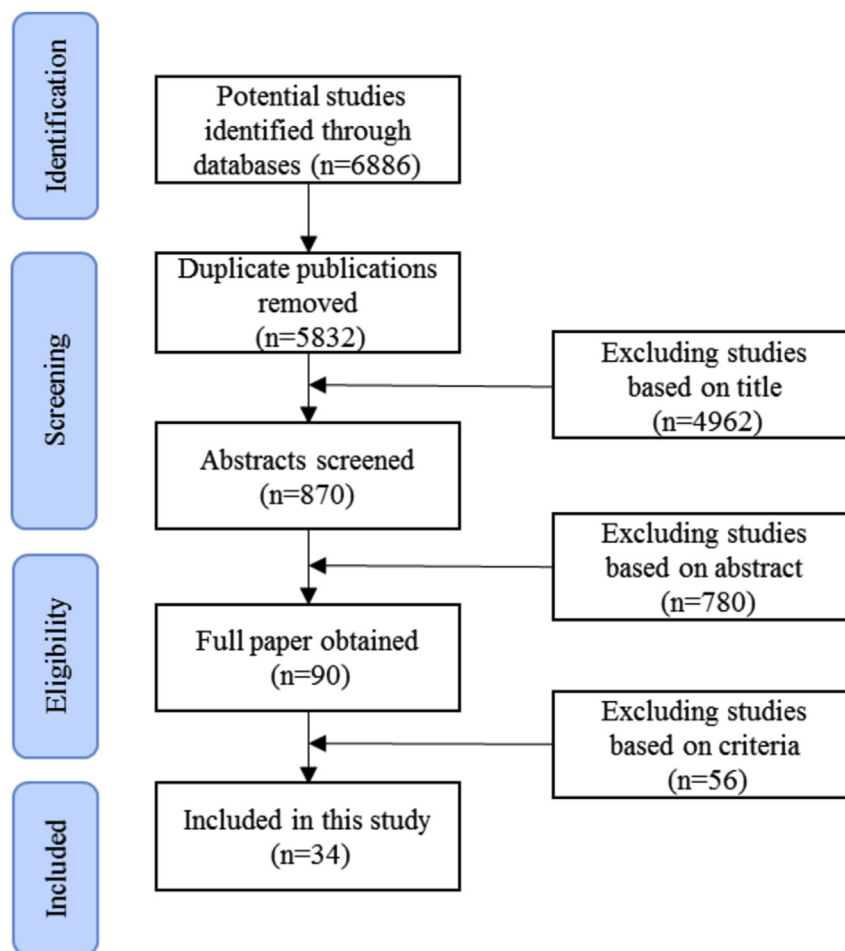 Identification
Potential studies
identified through
databases (n=6886)
Screening
Duplicate publications
removed
(n=5832)
Excluding studies
based on title
(n=4962)
Abstracts screened
(n=870)
Excluding studies
based on abstract
(n=780)
Eligibility
Full paper obtained
(n=90)
Excluding studies
based on criteria
(n=56)
Included
Included in this study
(n=34)